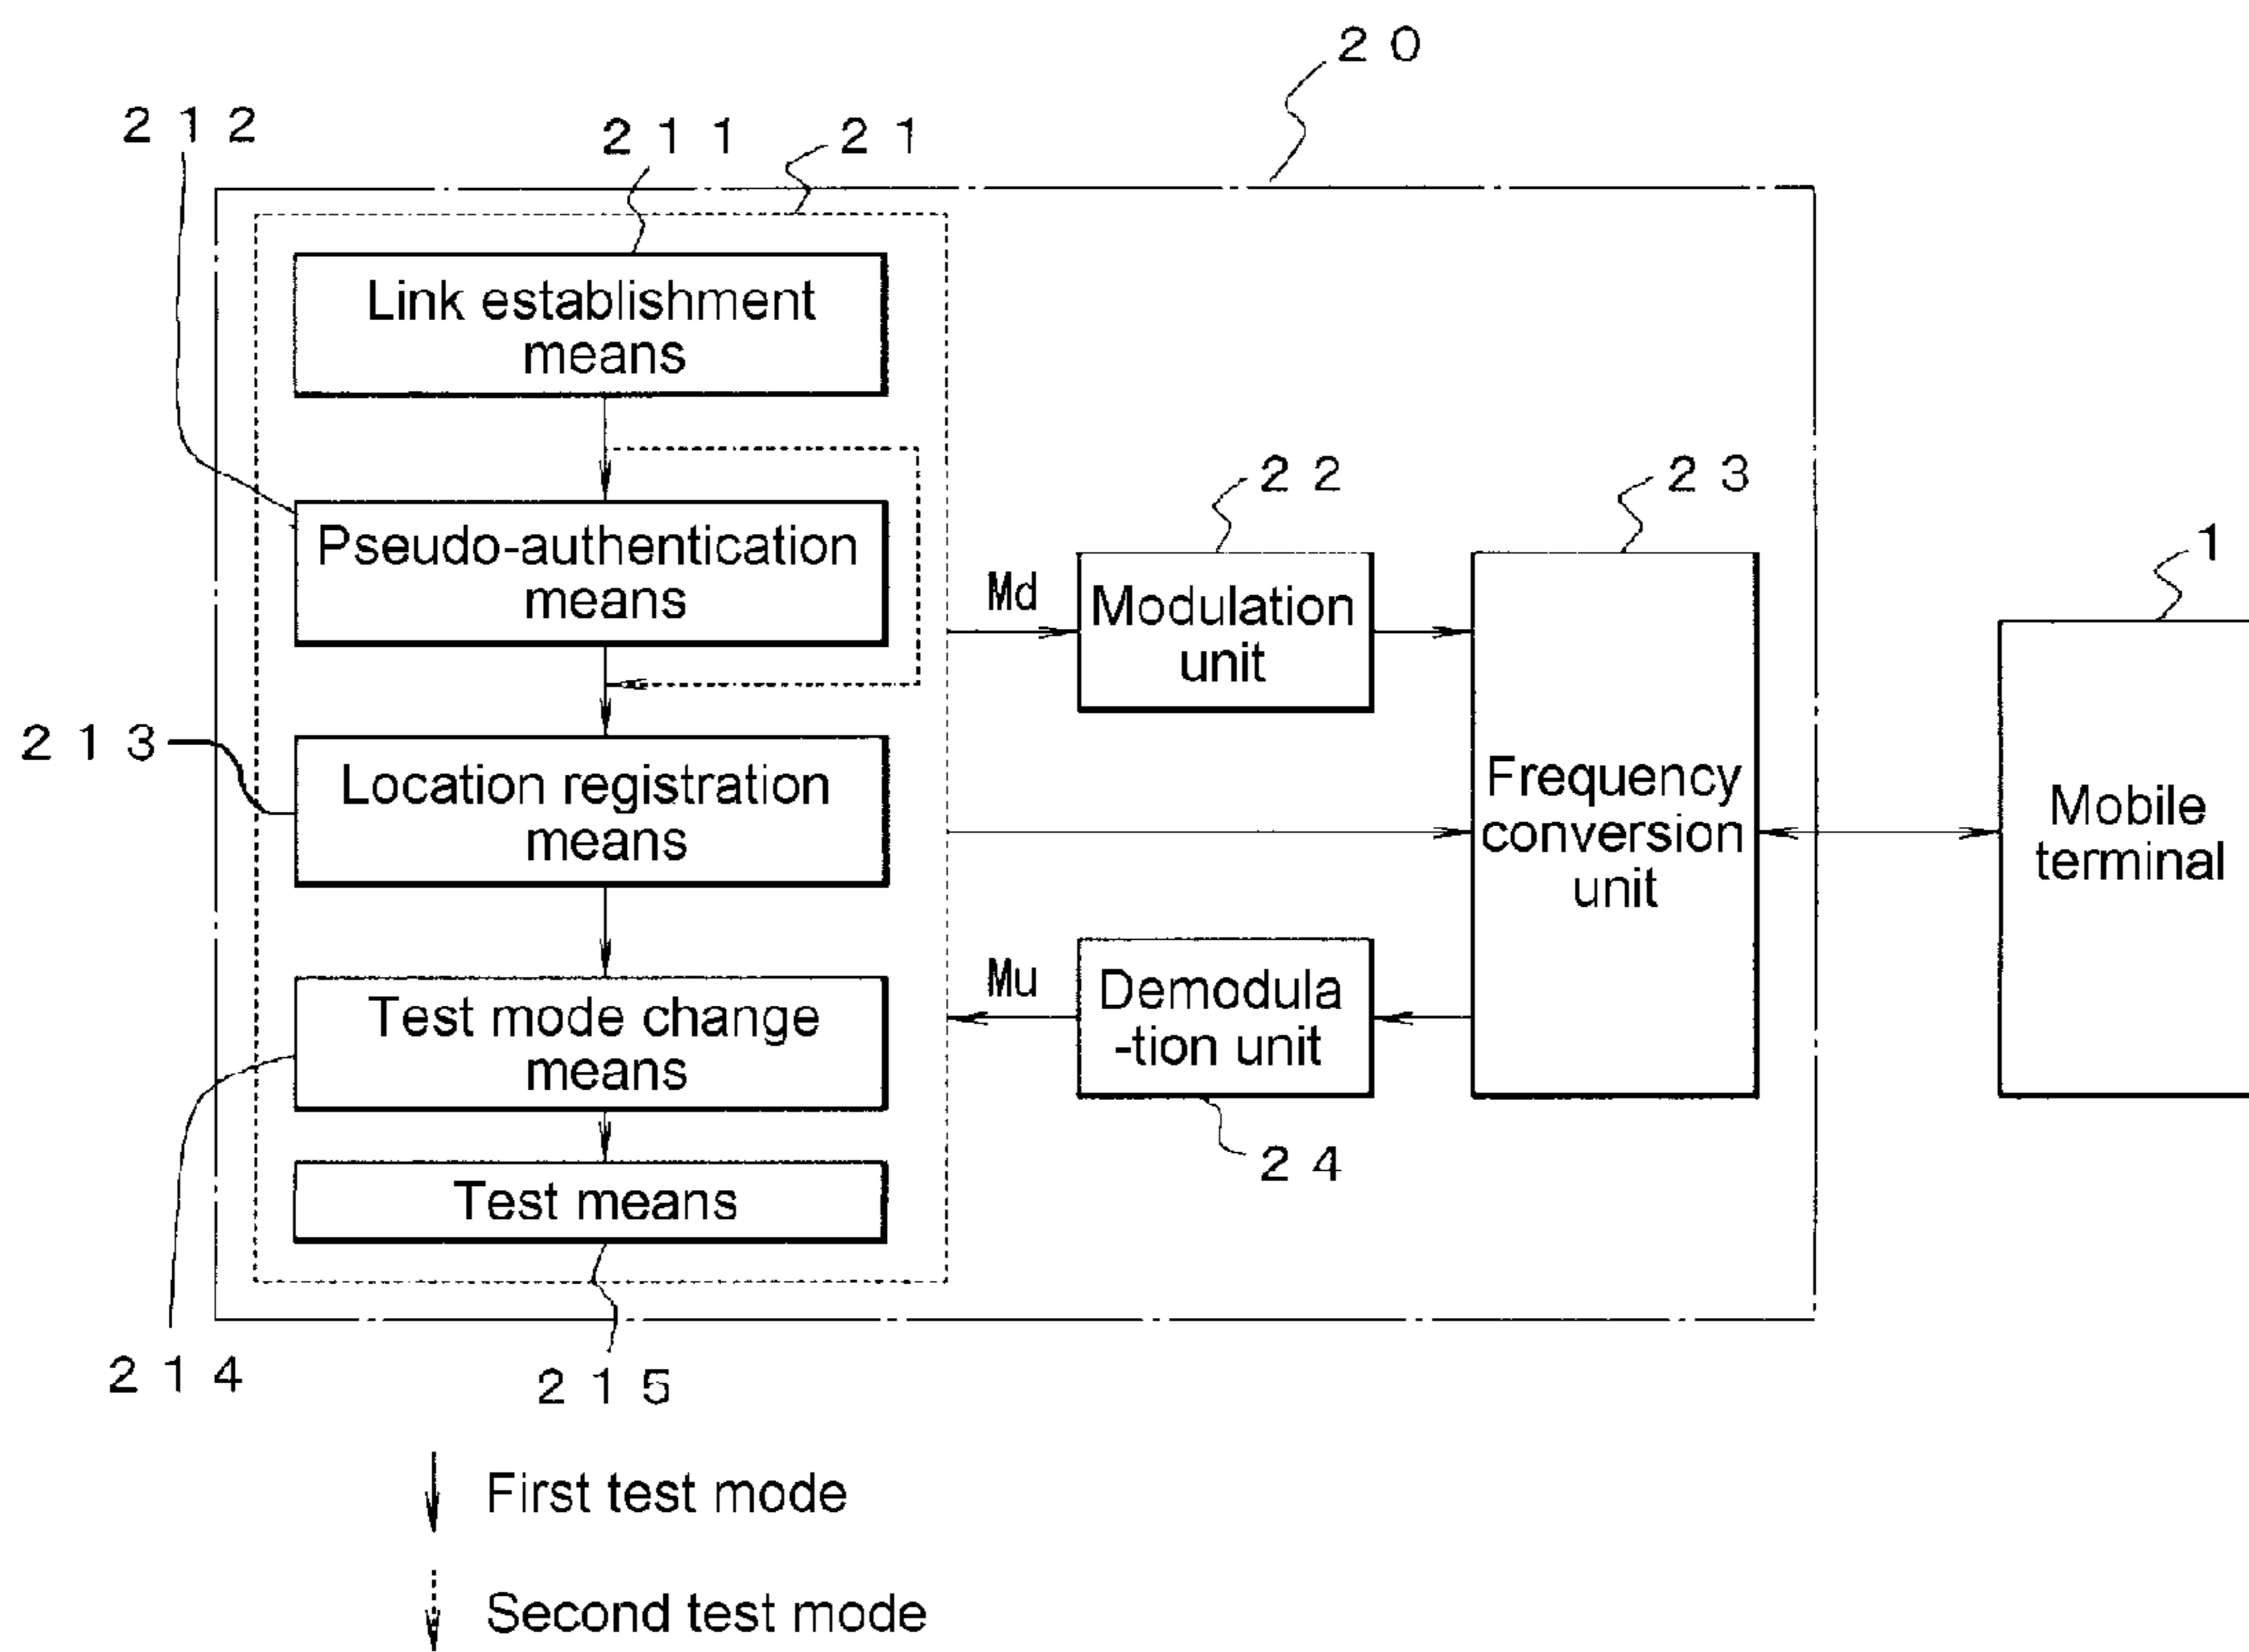 20
212
211
21
Link establishment
means
22
23
Pseudo-authentication
means
1
Md
Modulation
unit
213
Location registration
means
Frequency
conversion
unit
Mobile
terminal
Mu
Demodula
-tion unit
Test mode change
means
24
Test means
214
215
First test mode
Second test mode